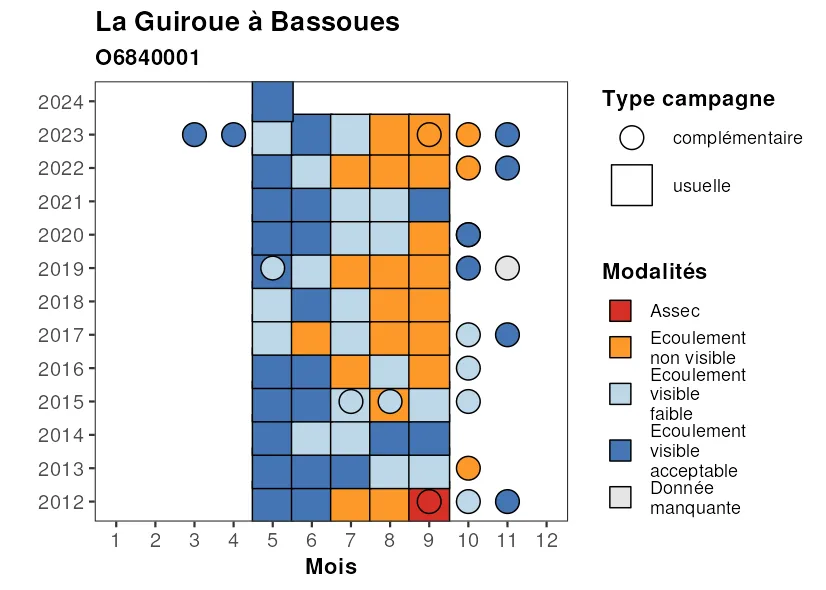 La Guiroue à Bassoues
O6840001
2024
2023
2022
2021
2020
2019
2018
2017
2016
2015
2014
2013
2012
1 2 3 4 5 6 7 8 9 10 11 12
Mois
Type campagne
complémentaire
usuelle
Modalités
Assec
Ecoulement
non visible
Ecoulement
visible
faible
Ecoulement
visible
acceptable
Donnée
manquante